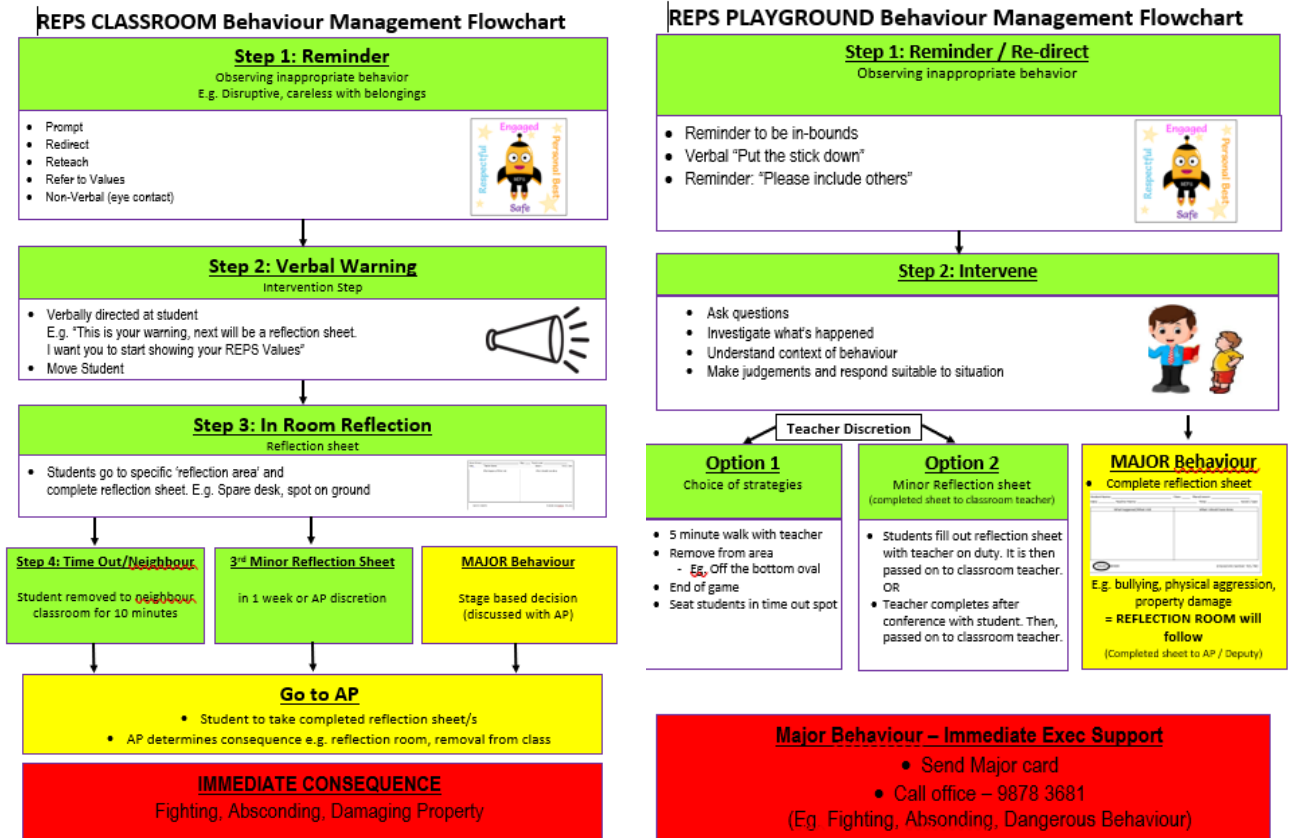 REPS CLASSROOM Behaviour Management Flowchart
Step 1: Reminder
Observing inappropriate behavior
E.g. Disruptive, careless with belongings
• Prompt
• Redirect
• Reteach
• Refer to Values
• Non-Verbal (eye contact)
Engaged
Respectful
Personal Best
REPS
Safe
Step 2: Verbal Warning
Intervention Step
• Verbally directed at student
E.g. “This is your warning, next will be a reflection sheet.
I want you to start showing your REPS Values”
• Move Student
Step 3: In Room Reflection
Reflection sheet
• Students go to specific ‘reflection area’ and
complete reflection sheet. E.g. Spare desk, spot on ground
Step 4: Time Out/Neighbour
Student removed to neighbour
classroom for 10 minutes
3rd Minor Reflection Sheet
in 1 week or AP discretion
MAJOR Behaviour
Stage based decision
(discussed with AP)
Go to AP
• Student to take completed reflection sheet/s
• AP determines consequence e.g. reflection room, removal from class
IMMEDIATE CONSEQUENCE
Fighting, Absconding, Damaging Property
REPS PLAYGROUND Behaviour Management Flowchart
Step 1: Reminder / Re-direct
Observing inappropriate behavior
• Reminder to be in-bounds
• Verbal “Put the stick down”
• Reminder: “Please include others”
Engaged
Respectful
Personal Best
REPS
Safe
Step 2: Intervene
• Ask questions
• Investigate what's happened
• Understand context of behaviour
• Make judgements and respond suitable to situation
Teacher Discretion
Option 1
Choice of strategies
• 5 minute walk with teacher
• Remove from area
- Eg. Off the bottom oval
• End of game
• Seat students in time out spot
Option 2
Minor Reflection sheet
(completed sheet to classroom teacher)
• Students fill out reflection sheet
with teacher on duty. It is then
passed on to classroom teacher.
OR
• Teacher completes after
conference with student. Then,
passed on to classroom teacher.
MAJOR Behaviour
• Complete reflection sheet
E.g. bullying, physical aggression,
property damage
= REFLECTION ROOM will
follow
(Completed sheet to AP / Deputy)
Major Behaviour – Immediate Exec Support
• Send Major card
• Call office – 9878 3681
(Eg Fighting, Absonding, Dangerous Behaviour)